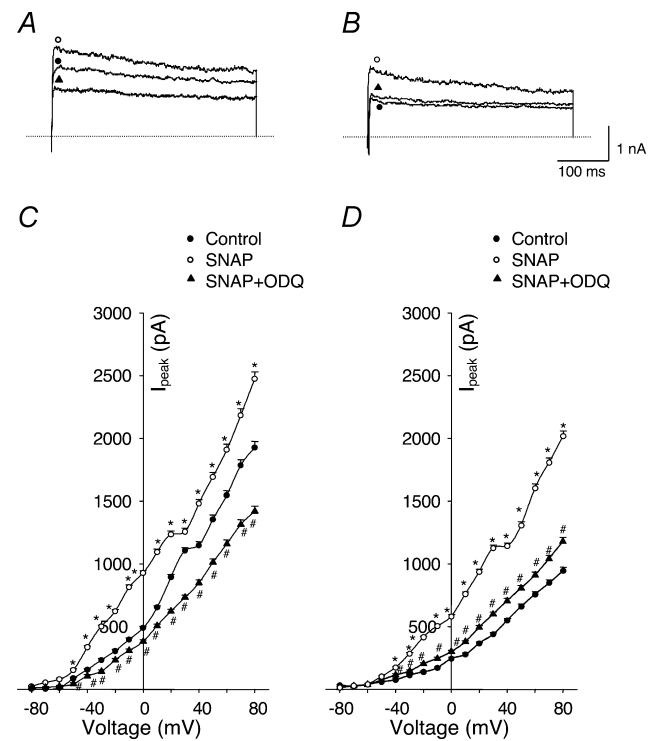 A
B
1 nA
100 ms
C
D
● Control
○ SNAP
▲ SNAP+ODQ
3000
2500
2000
1500
1000
500
I peak (pA)
-80 -40 0 40 80
Voltage (mV)
● Control
○ SNAP
▲ SNAP+ODQ
3000
2500
2000
1500
1000
500
I peak (pA)
-80 -40 0 40 80
Voltage (mV)